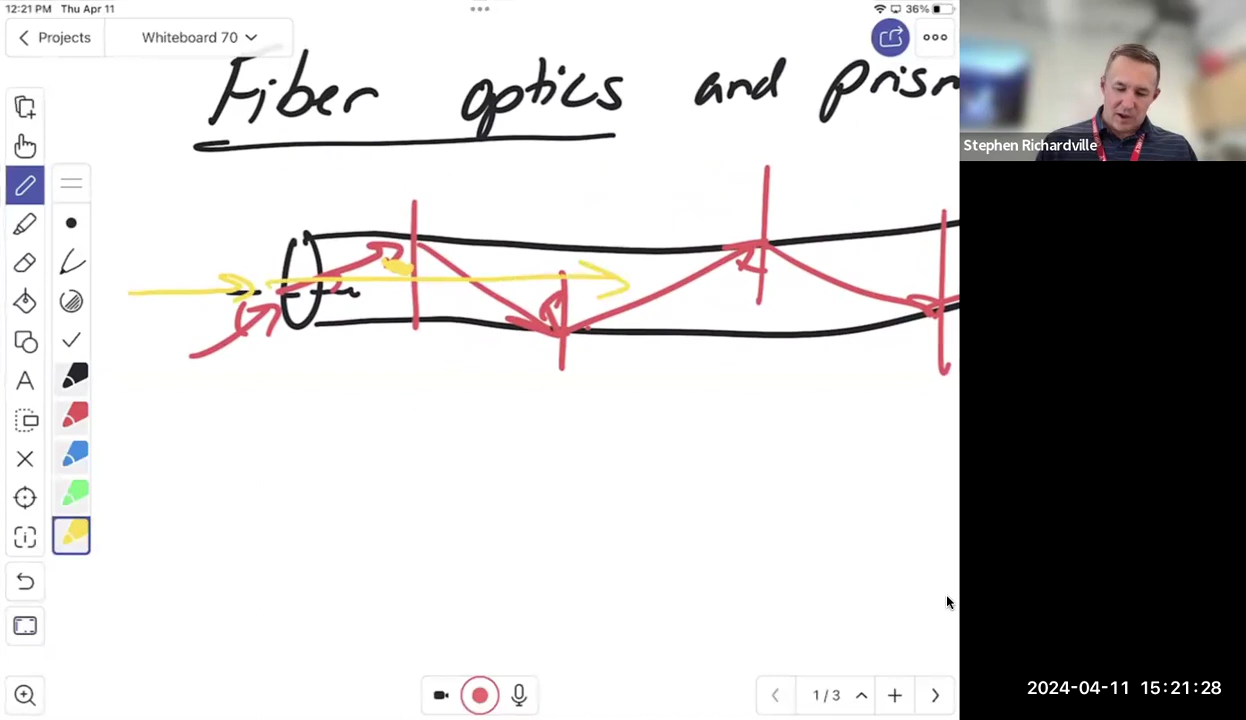 12:21 PM Thu Apr 11
36%
Projects
Whiteboard 70
Fiber optics and prism
Stephen Richardville
A
1 / 3
2024-04-11 15:21:28